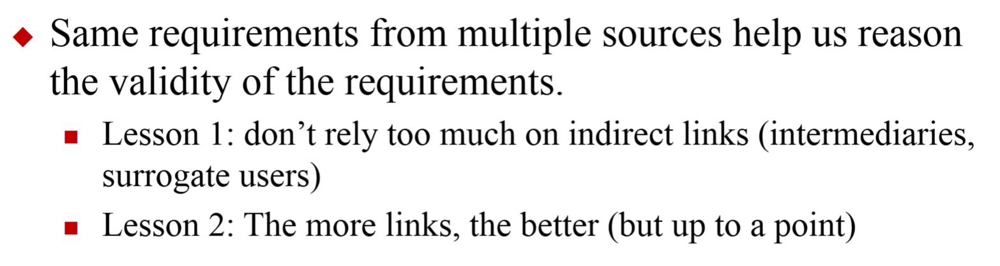 Same requirements from multiple sources help us reason
the validity of the requirements.
Lesson 1: don’t rely too much on indirect links (intermediaries,
surrogate users)
Lesson 2: The more links, the better (but up to a point)